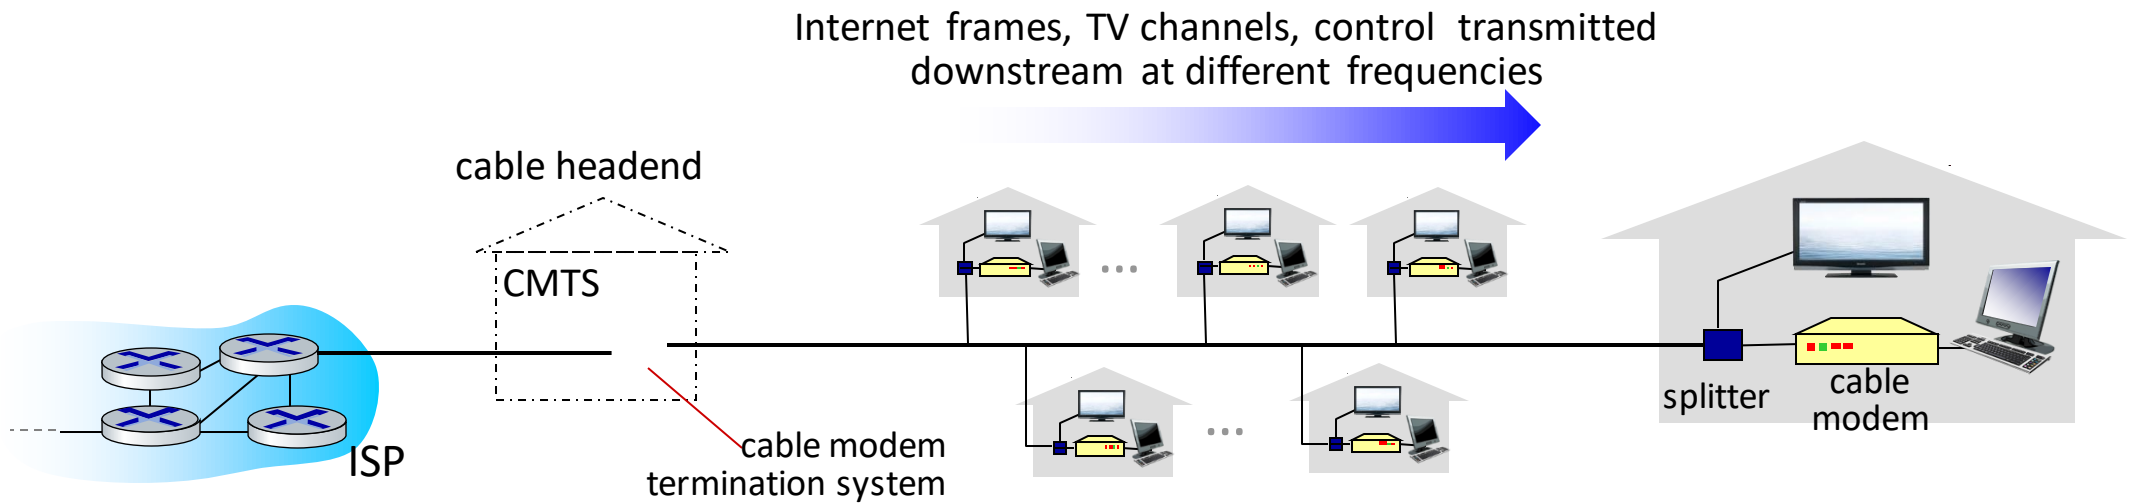 Internet frames, TV channels, control transmitted
downstream at different frequencies
cable headend
CMTS
ISP
cable modem
termination system
splitter
cable
modem